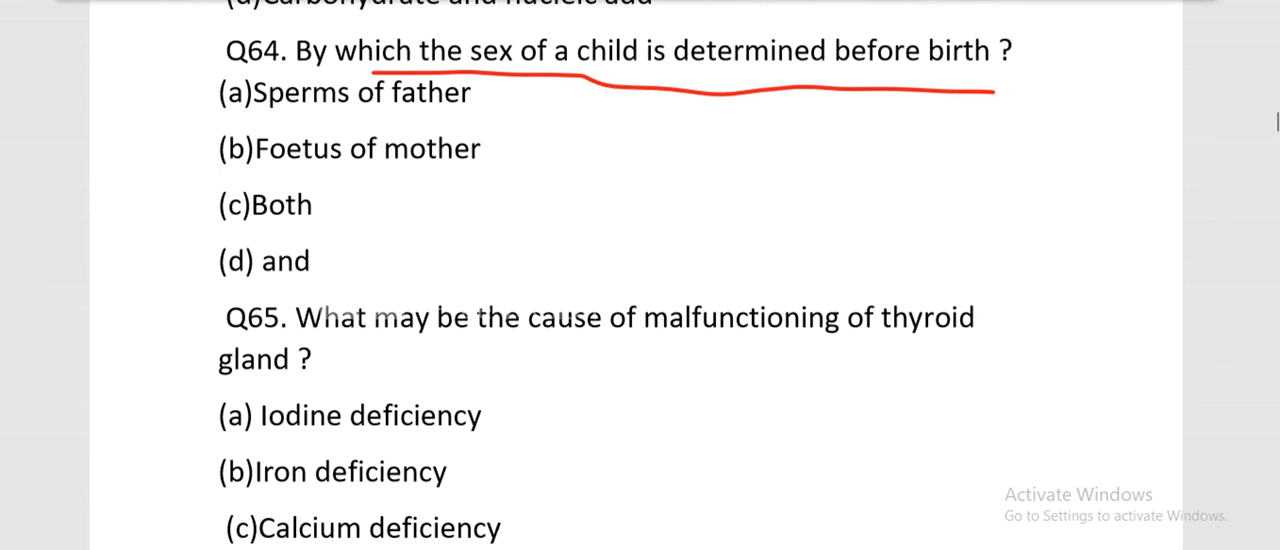 Q64. By which the sex of a child is determined before birth ?
(a)Sperms of father
(b)Foetus of mother
(c)Both
(d) and
Q65. What may be the cause of malfunctioning of thyroid
gland ?
(a) Iodine deficiency
(b)Iron deficiency
(c)Calcium deficiency
Activate Windows
Go to Settings to activate Windows.